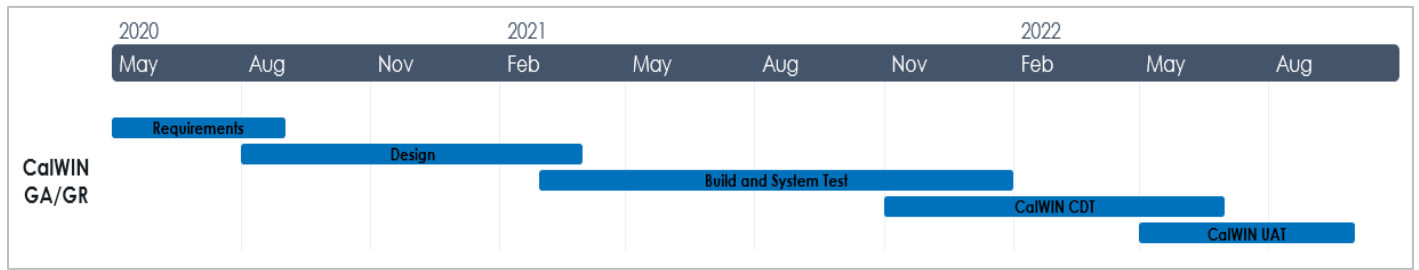 2020 2021 2022
May Aug Nov Feb May Aug Nov Feb May Aug
Requirements
Design
CalWIN
GA/GR
Build and System Test
CalWIN CDT
CalWIN UAT